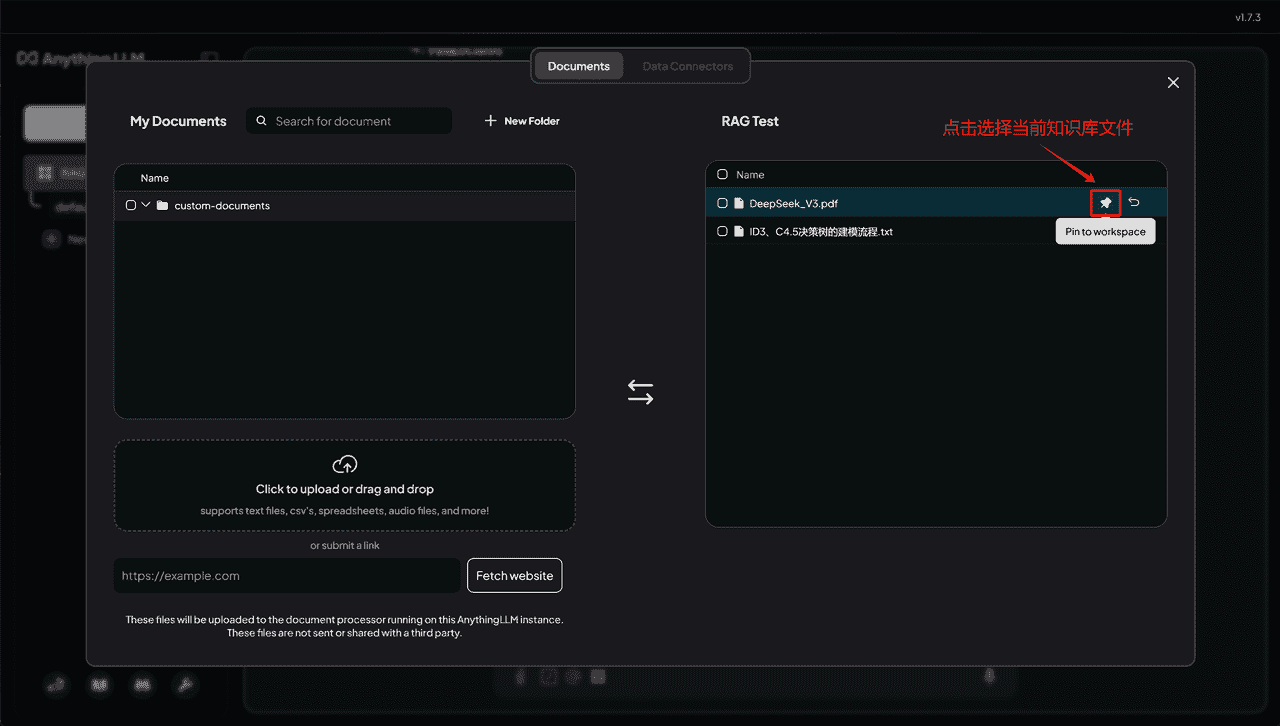 v1.7.3
AnythingLLM
Documents
Data Connectors
My Documents
Search for document
New Folder
RAG Test
点击选择当前知识库文件
Name
custom-documents
Name
DeepSeek_V3.pdf
ID3、C4.5决策树的建模流程.txt
Pin to workspace
Click to upload or drag and drop
supports text files, csv's, spreadsheets, audio files, and more!
or submit a link
https://example.com
Fetch website
These files will be uploaded to the document processor running on this AnythingLLM instance.
These files are not sent or shared with a third party.